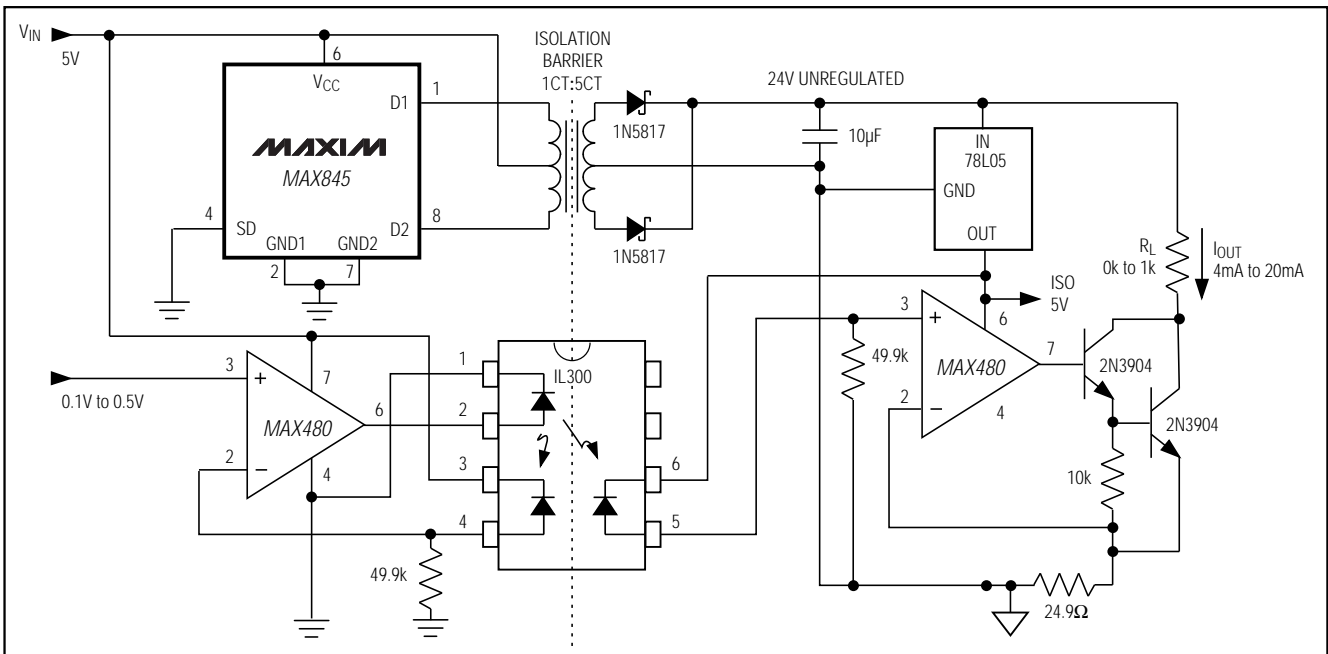 VIN
5V
6
VCC
D1
1
MAXIM
MAX845
4
SD
D2
8
GND1
GND2
2
7
ISOLATION
BARRIER
1CT:5CT
1N5817
1N5817
24V UNREGULATED
10µF
IN
78L05
GND
OUT
RL
0k to 1k
IOUT
4mA to 20mA
ISO
5V
0.1V to 0.5V
3
+
7
MAX480
6
2
−
4
49.9k
1
2
3
4
IL300
6
5
49.9k
3
+
6
MAX480
7
2
−
4
2N3904
2N3904
10k
24.9Ω